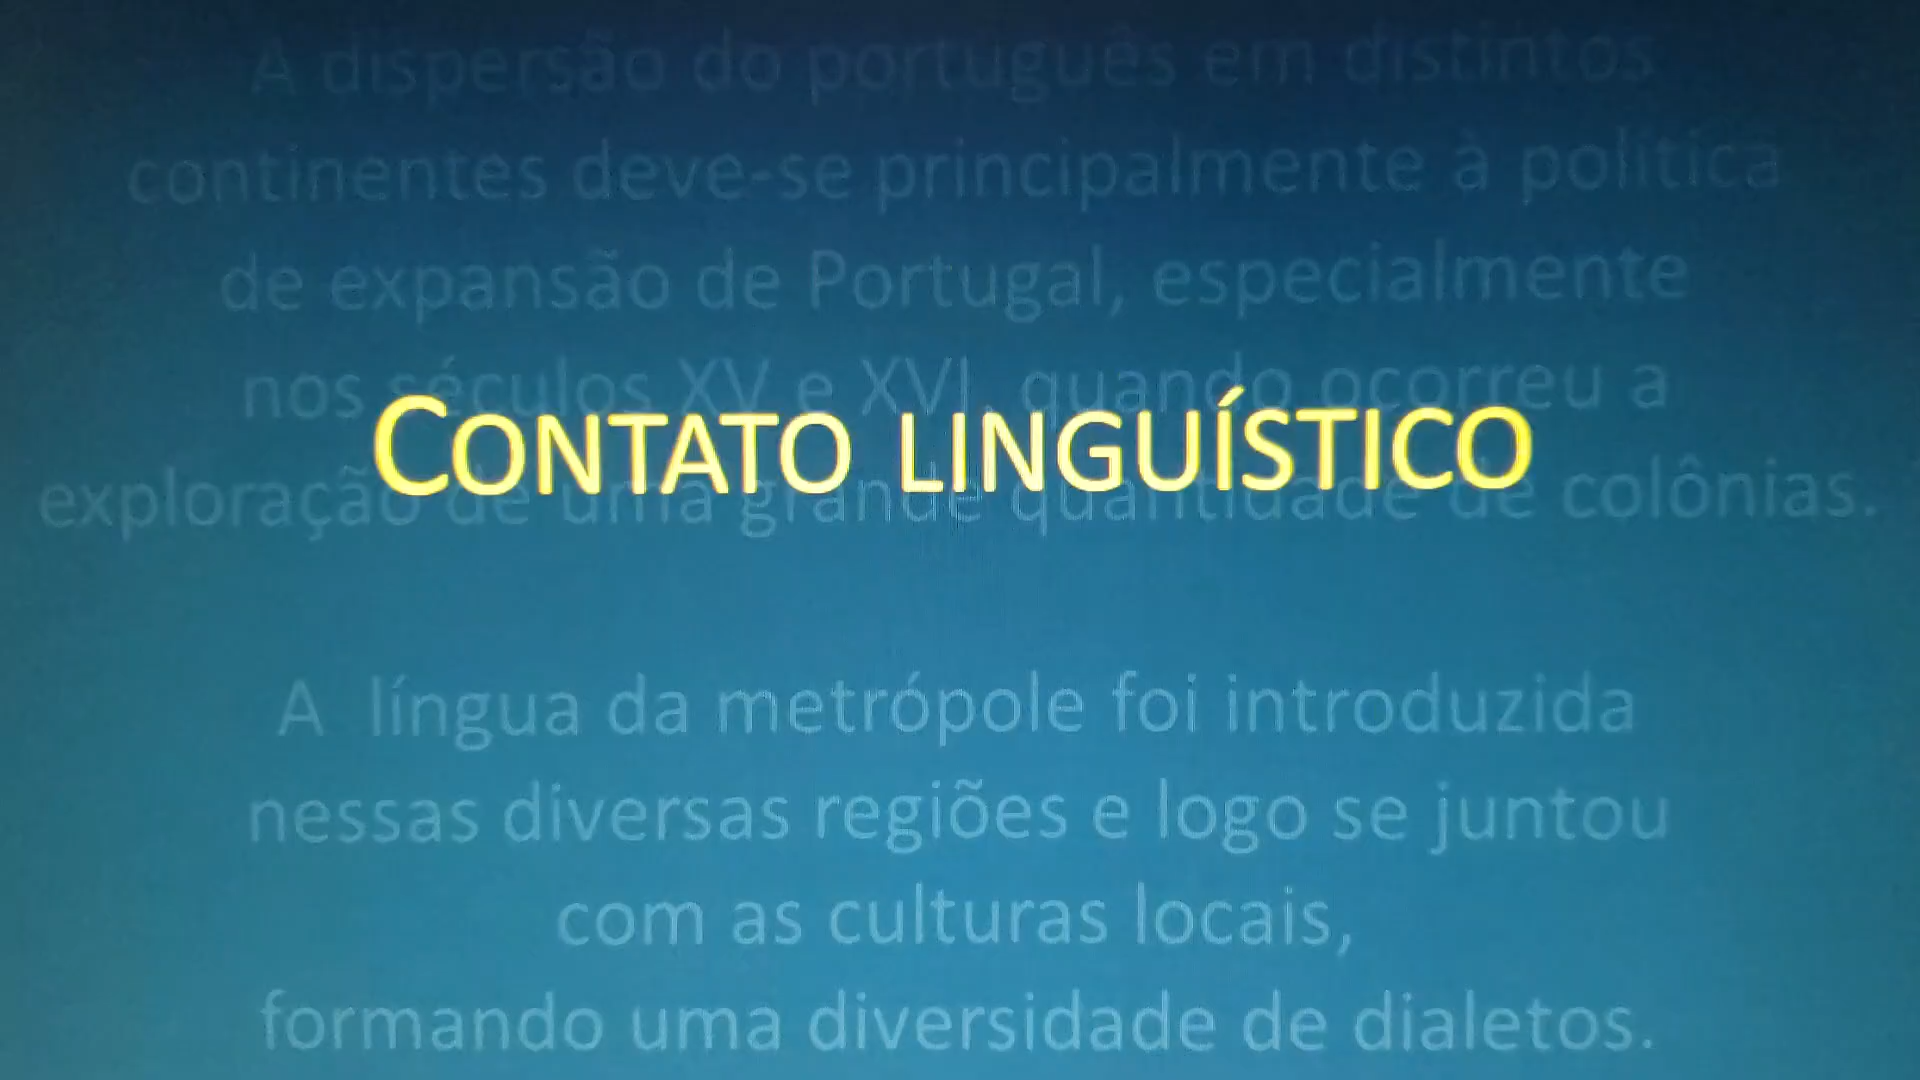 A dispersão do português em distintos
continentes deve-se principalmente à política
de expansão de Portugal, especialmente
nos séculos XV e XVI, quando ocorreu a
CONTATO LINGUÍSTICO
exploração de uma grande quantidade de colônias.
A língua da metrópole foi introduzida
nessas diversas regiões e logo se juntou
com as culturas locais,
formando uma diversidade de dialetos.